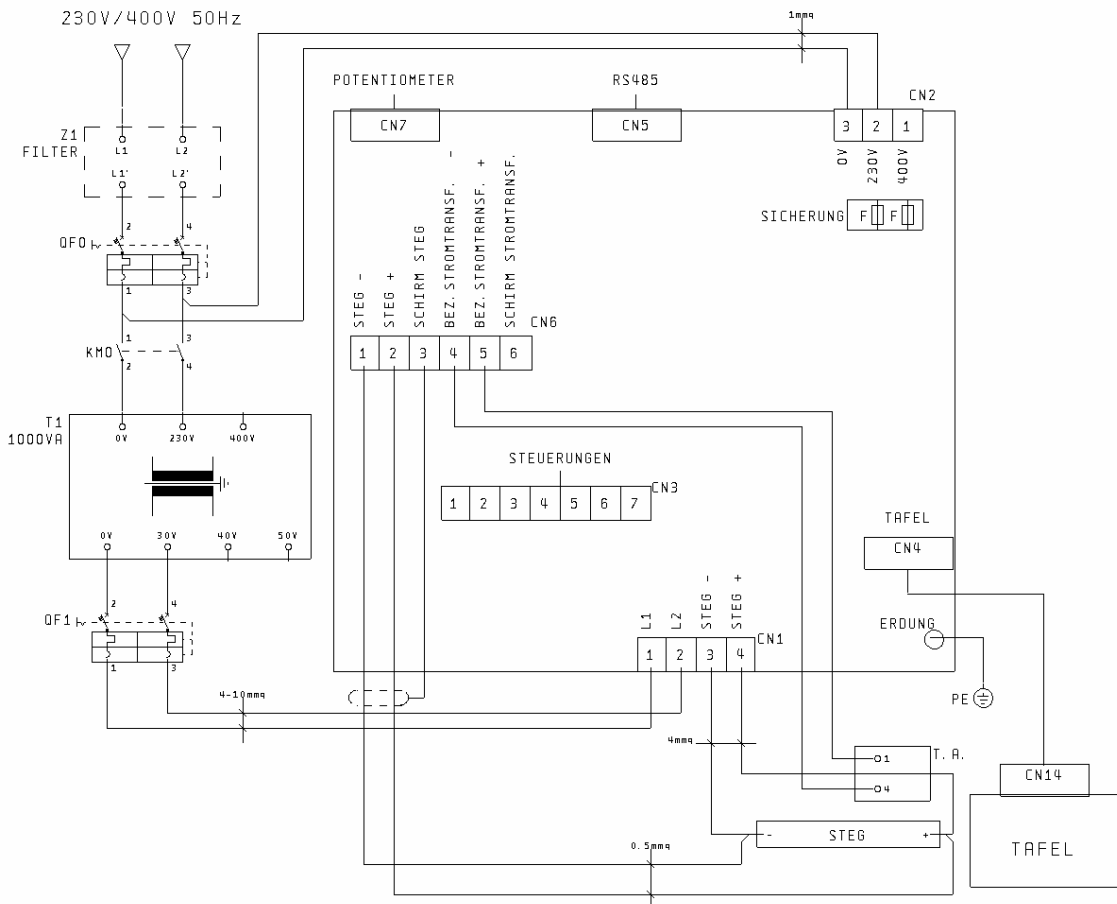 230V/400V 50Hz
1mmq
POTENTIOMETER
RS485
CN2
CN7
CN5
3 2 1
Z1
FILTER
L1 L2
L1' L2'
0V
230V
400V
SICHERUNG F F
2 4
QF0
1 3
STEG -
STEG +
SCHIRM STEG
BEZ. STROMTRANSF. -
BEZ. STROMTRANSF. +
SCHIRM STROMTRANSF.
CN6
1 2 3 4 5 6
1 3
KM0
2 4
T1
1000VA
0V 230V 400V
0V 30V 40V 50V
STEUERUNGEN
CN3
1 2 3 4 5 6 7
TAFEL
CN4
2 4
QF1
1 3
L1
L2
STEG -
STEG +
CN1
1 2 3 4
ERDUNG
PE
4-10mmq
4mmq
1
T.A.
4
CN14
TAFEL
- STEG +
0.5mmq